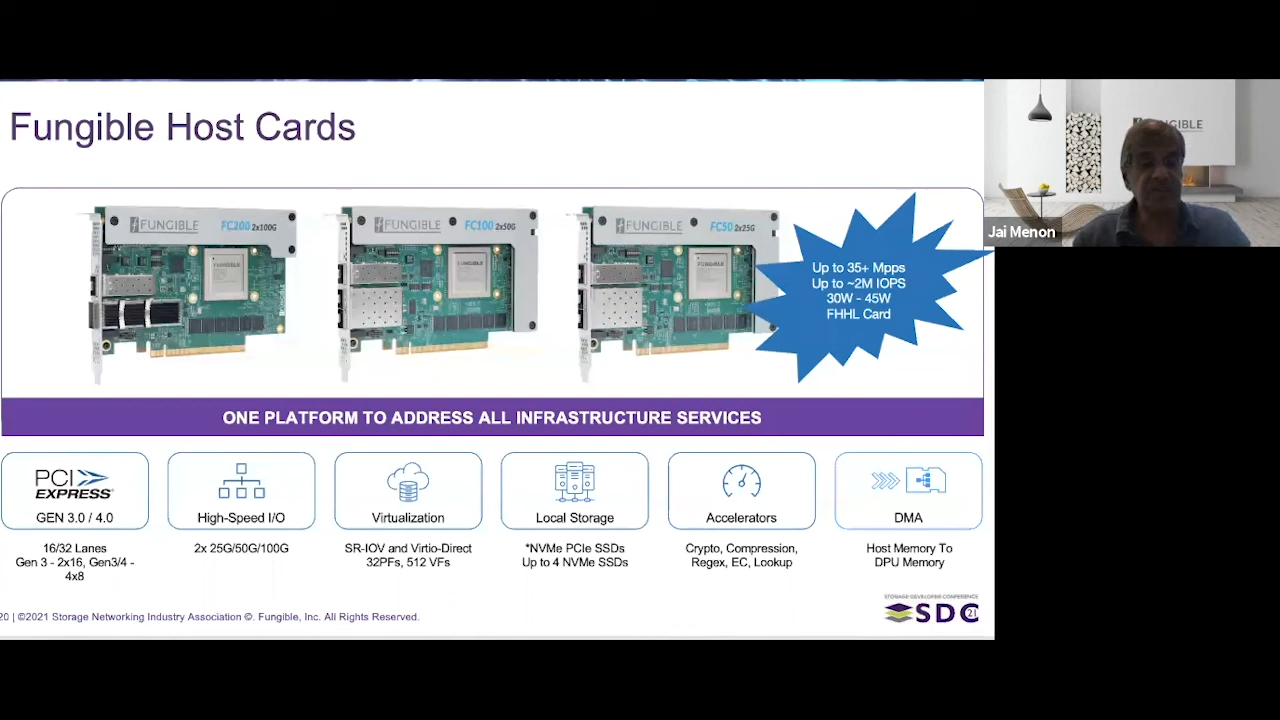 Fungible Host Cards
FUNGIBLE FC200 2x100G
FUNGIBLE FC100 2x50G
FUNGIBLE FC50 2x25G
FUNGIBLE
FUNGIBLE
FUNGIBLE
Up to 35+ Mpps
Up to ~2M IOPS
30W - 45W
FHHL Card
Jai Menon
ONE PLATFORM TO ADDRESS ALL INFRASTRUCTURE SERVICES
PCI
EXPRESS®
GEN 3.0 / 4.0
16/32 Lanes
Gen 3 - 2x16, Gen3/4 -
4x8
High-Speed I/O
2x 25G/50G/100G
Virtualization
SR-IOV and Virtio-Direct
32PFs, 512 VFs
Local Storage
*NVMe PCIe SSDs
Up to 4 NVMe SSDs
Accelerators
Crypto, Compression,
Regex, EC, Lookup
DMA
Host Memory To
DPU Memory
20 | ©2021 Storage Networking Industry Association ©. Fungible, Inc. All Rights Reserved.
STORAGE DEVELOPER CONFERENCE
SDC 21